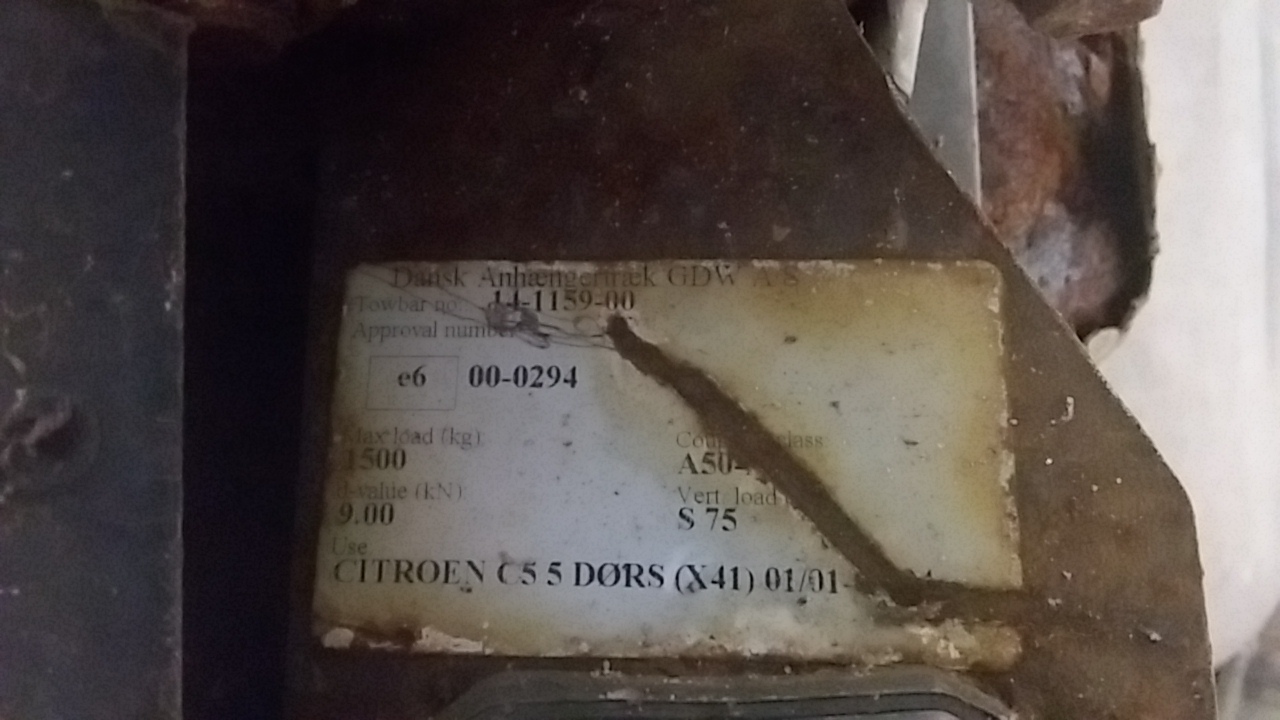 Dansk Anhængertræk GDW A/S
Towbar no: 14-1159-00
Approval number
e6 00-0294
Max load (kg):
1500
class
A50-
d-value (kN):
9.00
Vert. load
S 75
Use
CITROEN C5 5 DØRS (X41) 01/01-